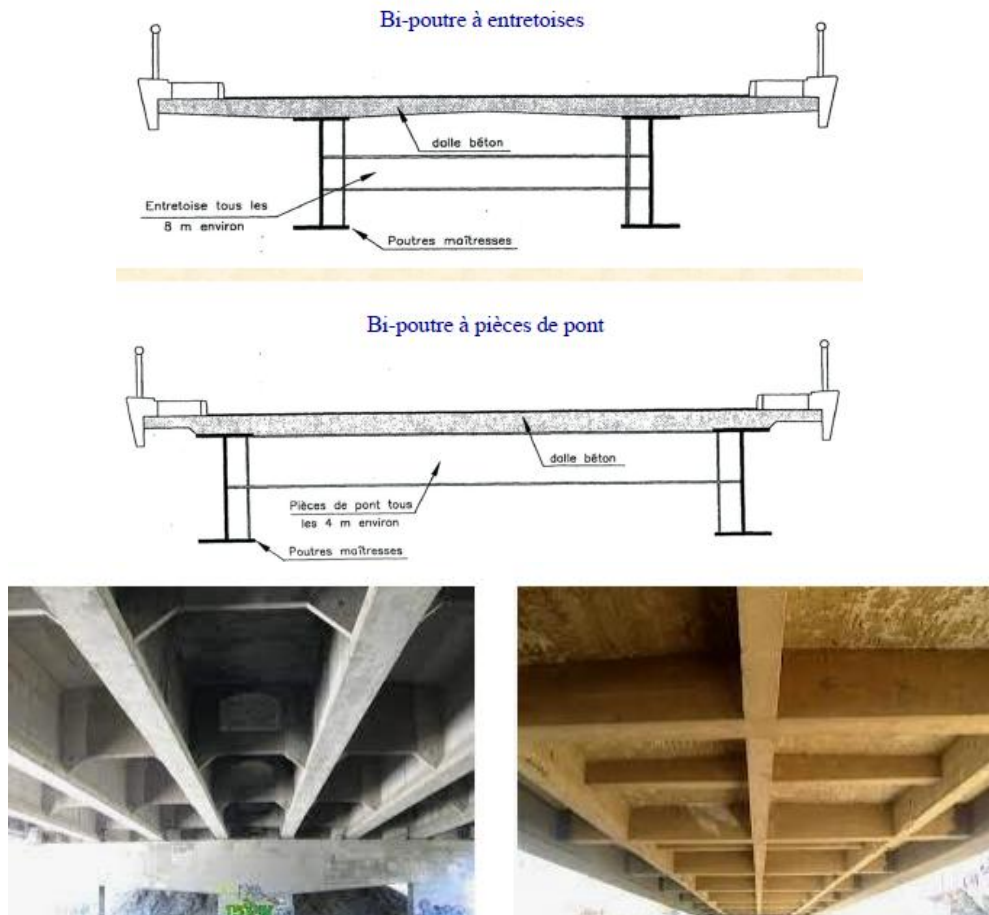 Bi-poutre à entretoises
dalle béton
Entretoise tous les
8 m environ
Poutres maîtresses
Bi-poutre à pièces de pont
dalle béton
Pièces de pont tous
les 4 m environ
Poutres maîtresses